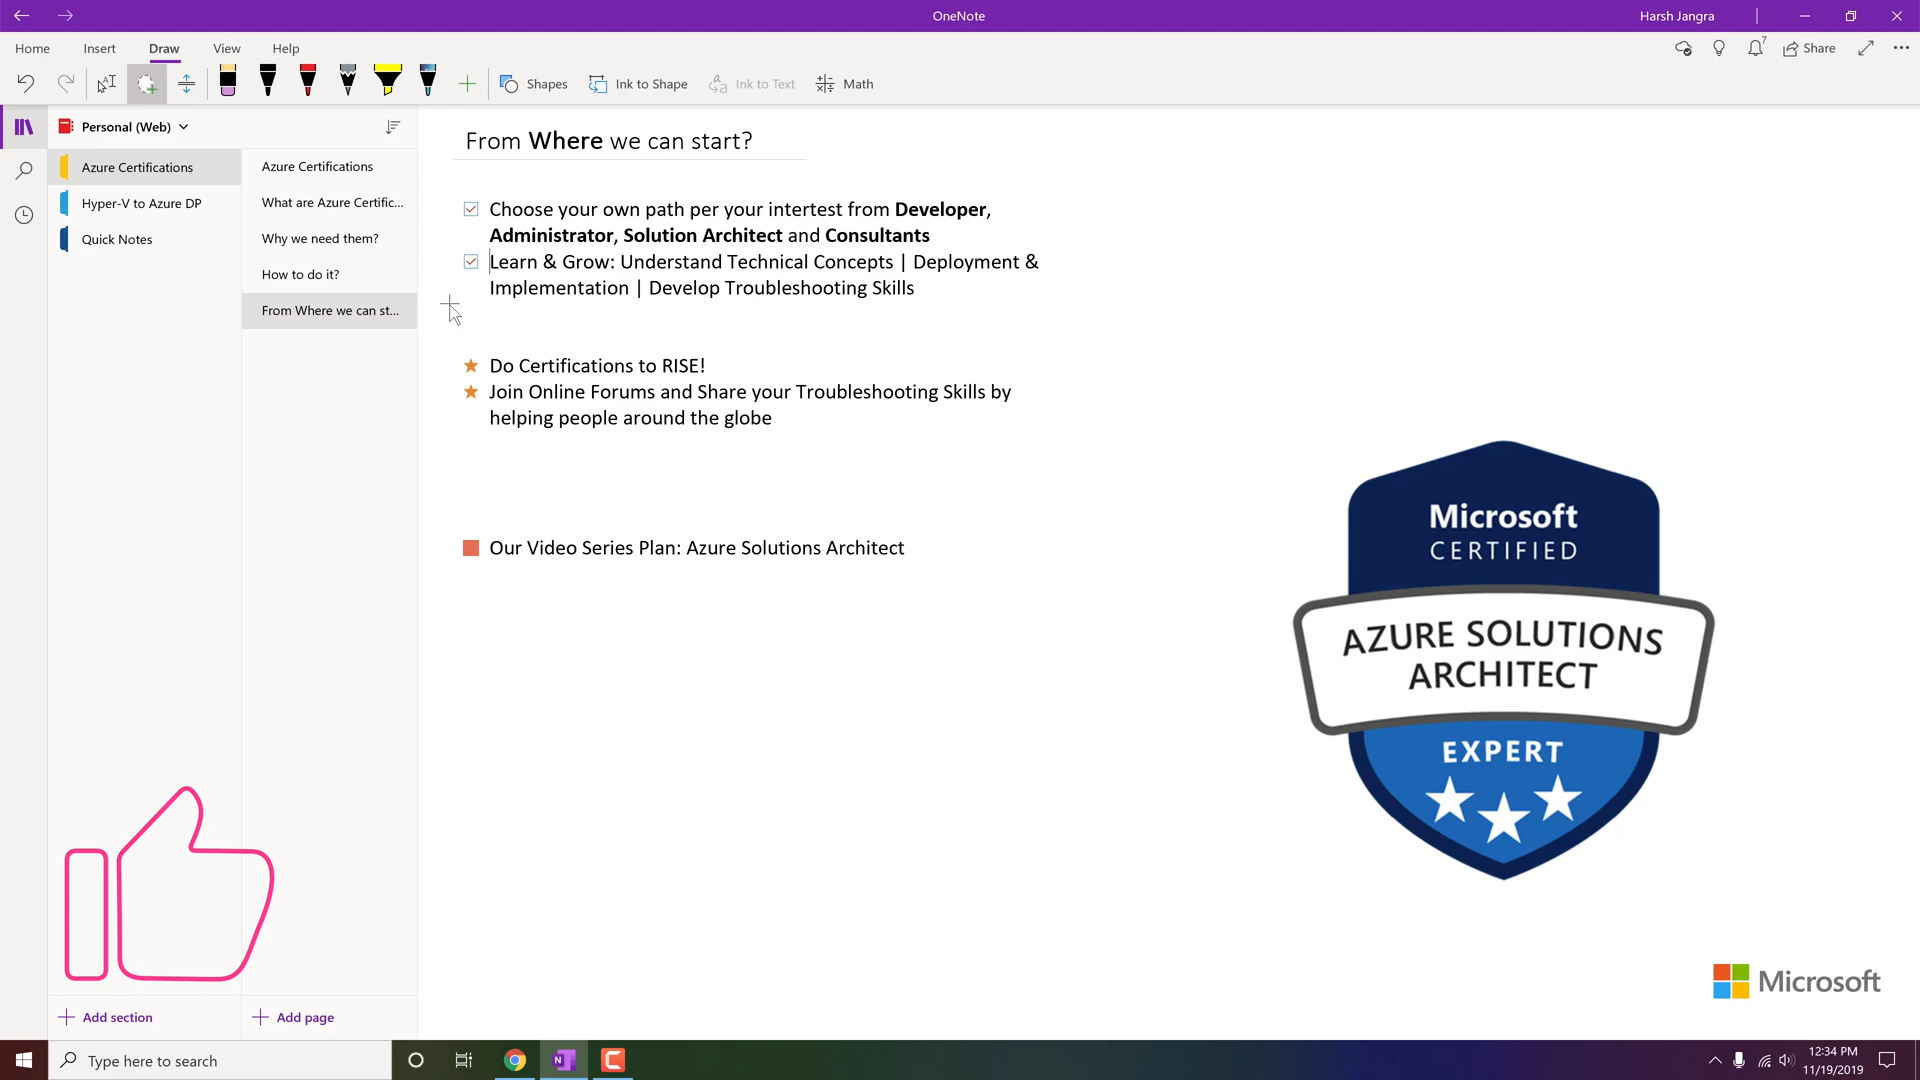 OneNote
Harsh Jangra
Home Insert Draw View Help
7
Share
Shapes Ink to Shape Ink to Text Math
Personal (Web)
Azure Certifications
Hyper-V to Azure DP
Quick Notes
Azure Certifications
What are Azure Certific...
Why we need them?
How to do it?
From Where we can st...
From Where we can start?
Choose your own path per your intertest from Developer,
Administrator, Solution Architect and Consultants
Learn & Grow: Understand Technical Concepts | Deployment &
Implementation | Develop Troubleshooting Skills
Do Certifications to RISE!
Join Online Forums and Share your Troubleshooting Skills by
helping people around the globe
Our Video Series Plan: Azure Solutions Architect
Microsoft
CERTIFIED
AZURE SOLUTIONS
ARCHITECT
EXPERT
Microsoft
Add section
Add page
Type here to search
12:34 PM
11/19/2019